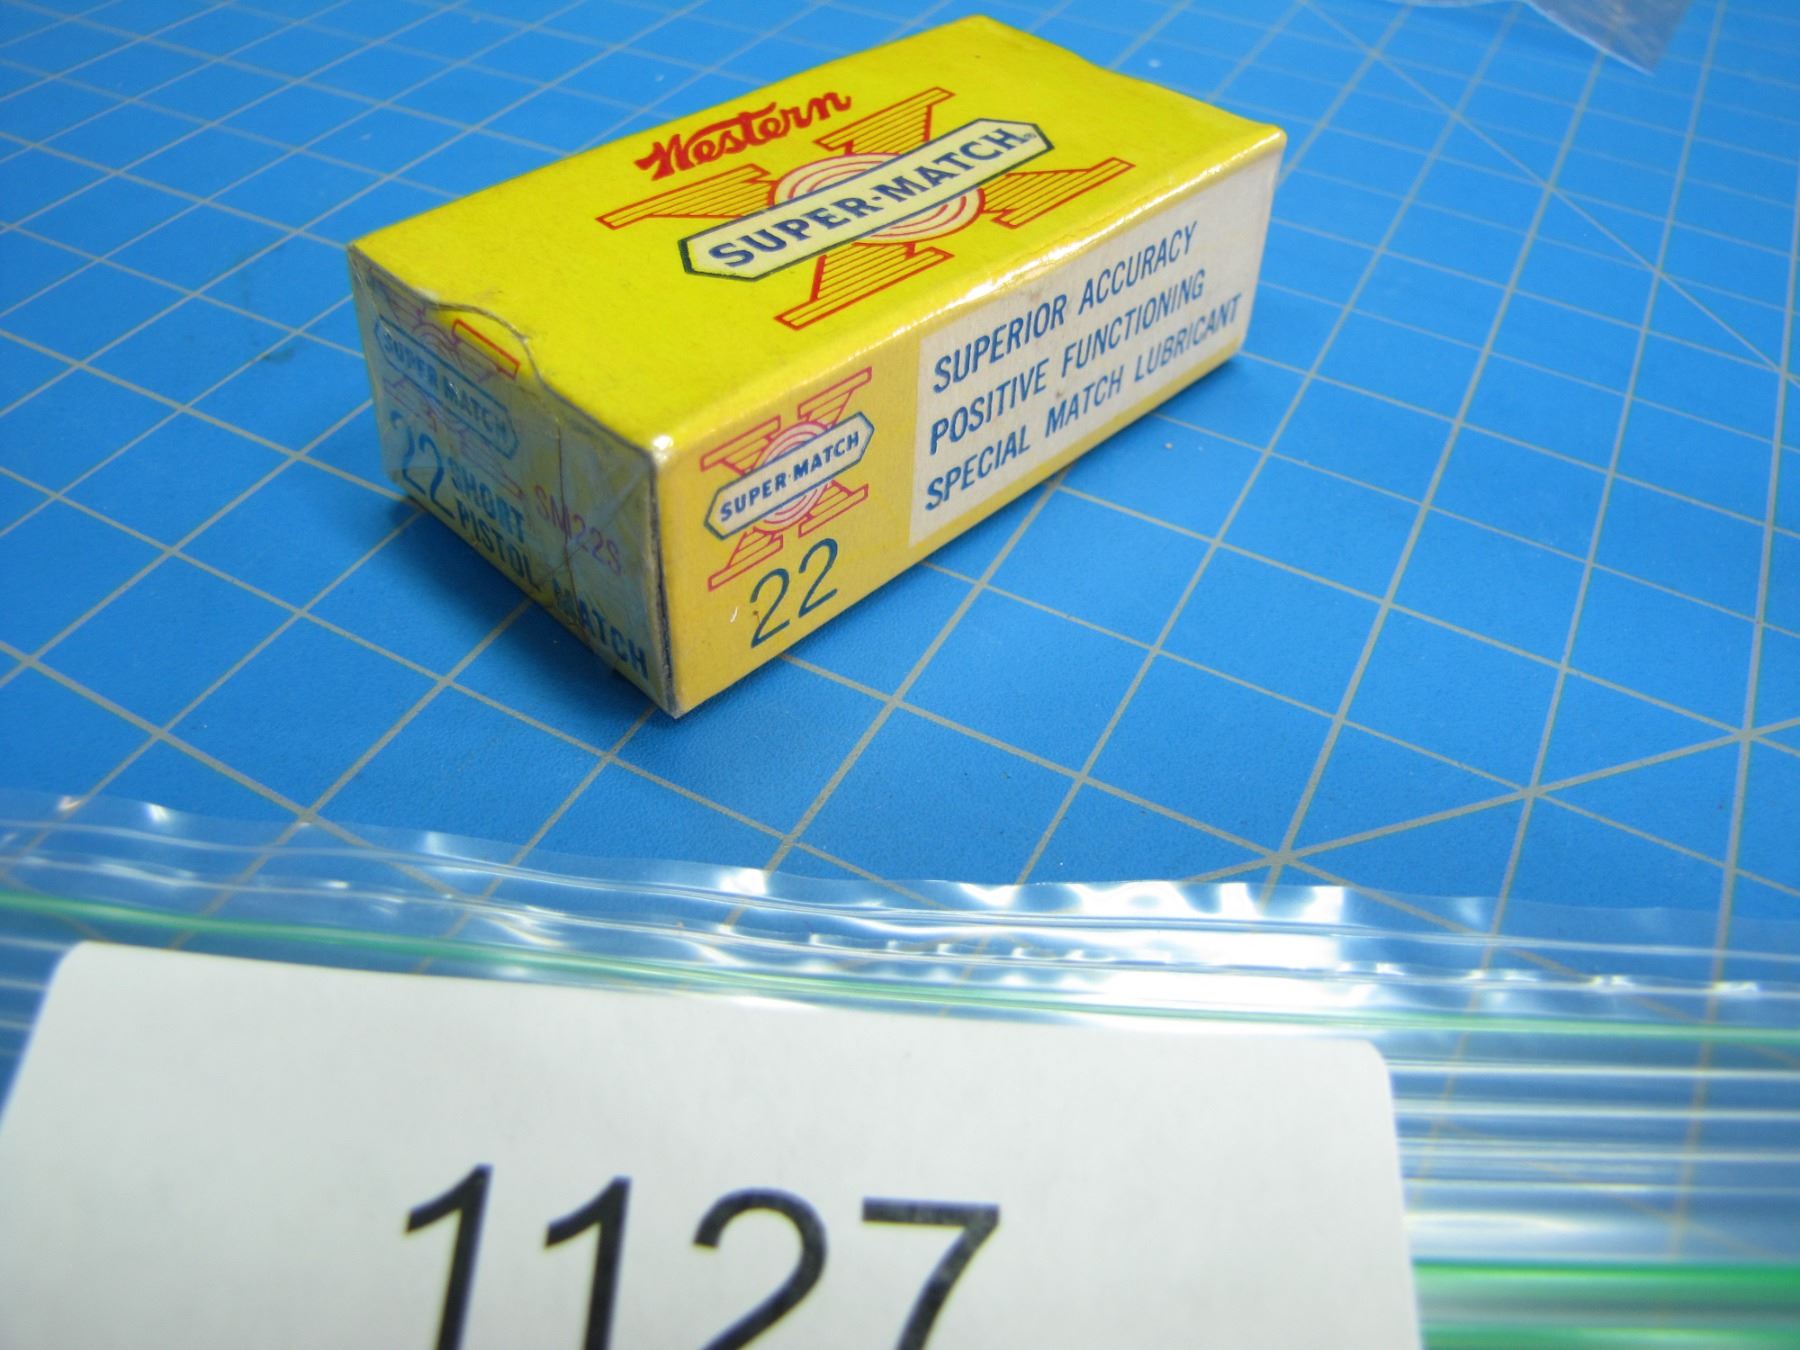 Western
SUPER·MATCH
SUPERIOR ACCURACY
POSITIVE FUNCTIONING
SPECIAL MATCH LUBRICANT
SUPER·MATCH
22
SUPER MATCH
22 SHORT SM22S
PISTOL MATCH
1127